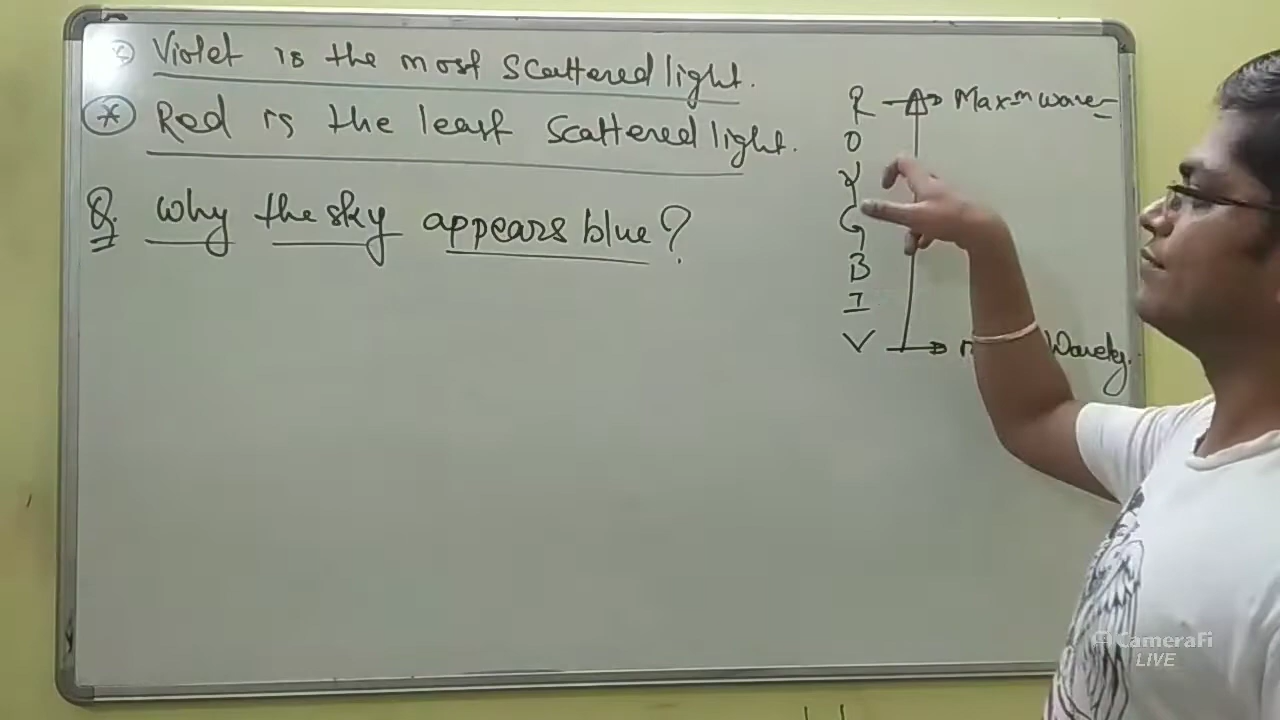 Violet is the most scattered light.
* Red is the least scattered light.
Q. why the sky appears blue?
R → Max^m wave-
O
Y
G
B
I
V → Waveleg.
CameraFi
LIVE